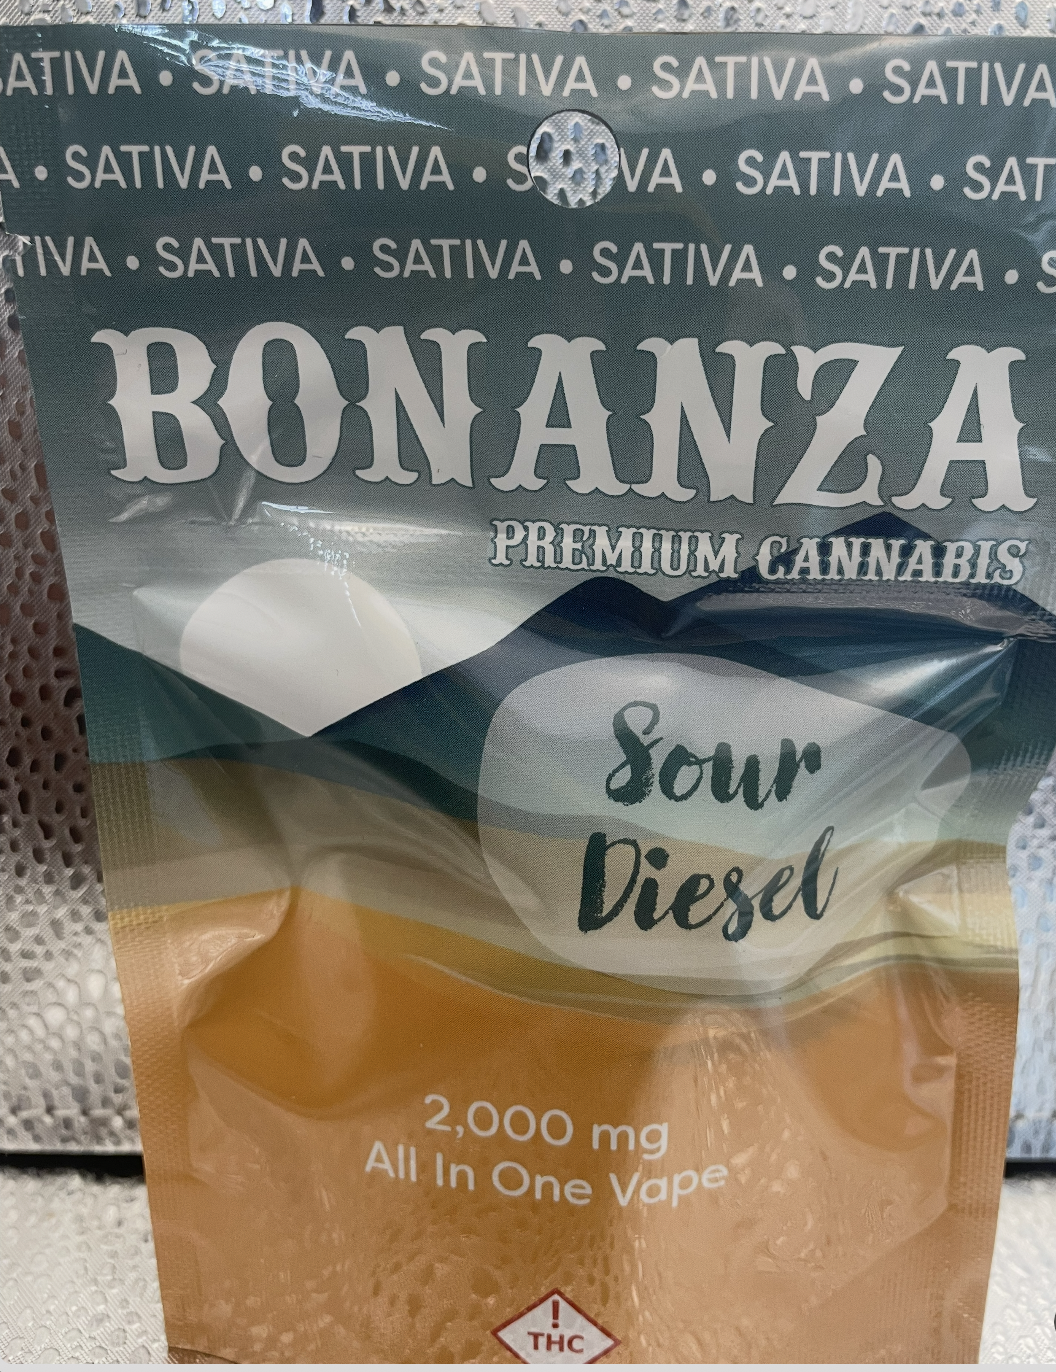 SATIVA • SATIVA • SATIVA • SATIVA • SATIVA
• SATIVA • SATIVA • • SATIVA •
• SATIVA • SATIVA • SATIVA • SATIVA •
BONANZA
PREMIUM CANNABIS
Sour
Diesel
2,000 mg
All In One Vape
!
THC